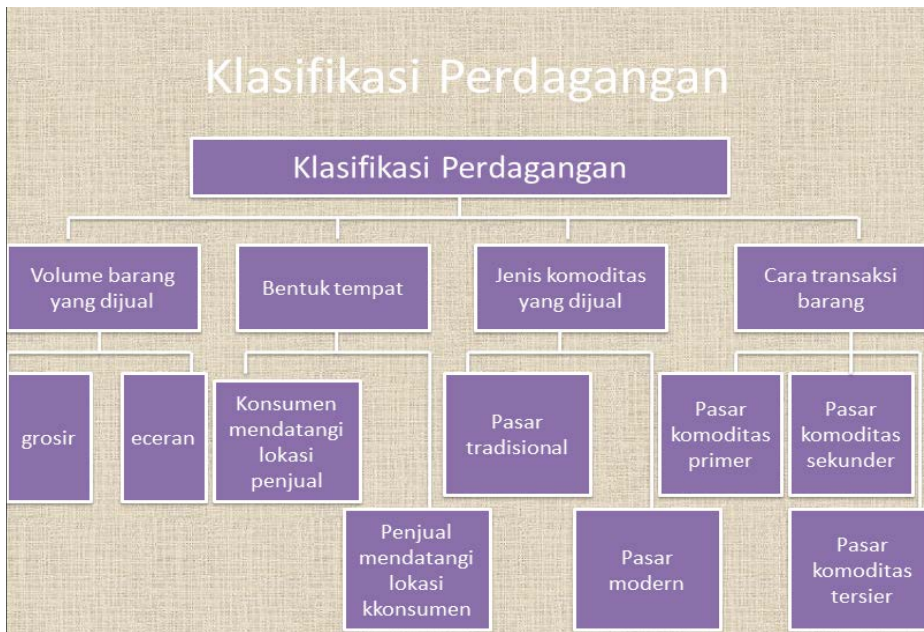 Klasifikasi Perdagangan
Klasifikasi Perdagangan
Volume barang
yang dijual
Bentuk tempat
Jenis komoditas
yang dijual
Cara transaksi
barang
grosir
eceran
Konsumen
mendatangi
lokasi
penjual
Penjual
mendatangi
lokasi
kkonsumen
Pasar
tradisional
Pasar
modern
Pasar
komoditas
primer
Pasar
komoditas
sekunder
Pasar
komoditas
tersier